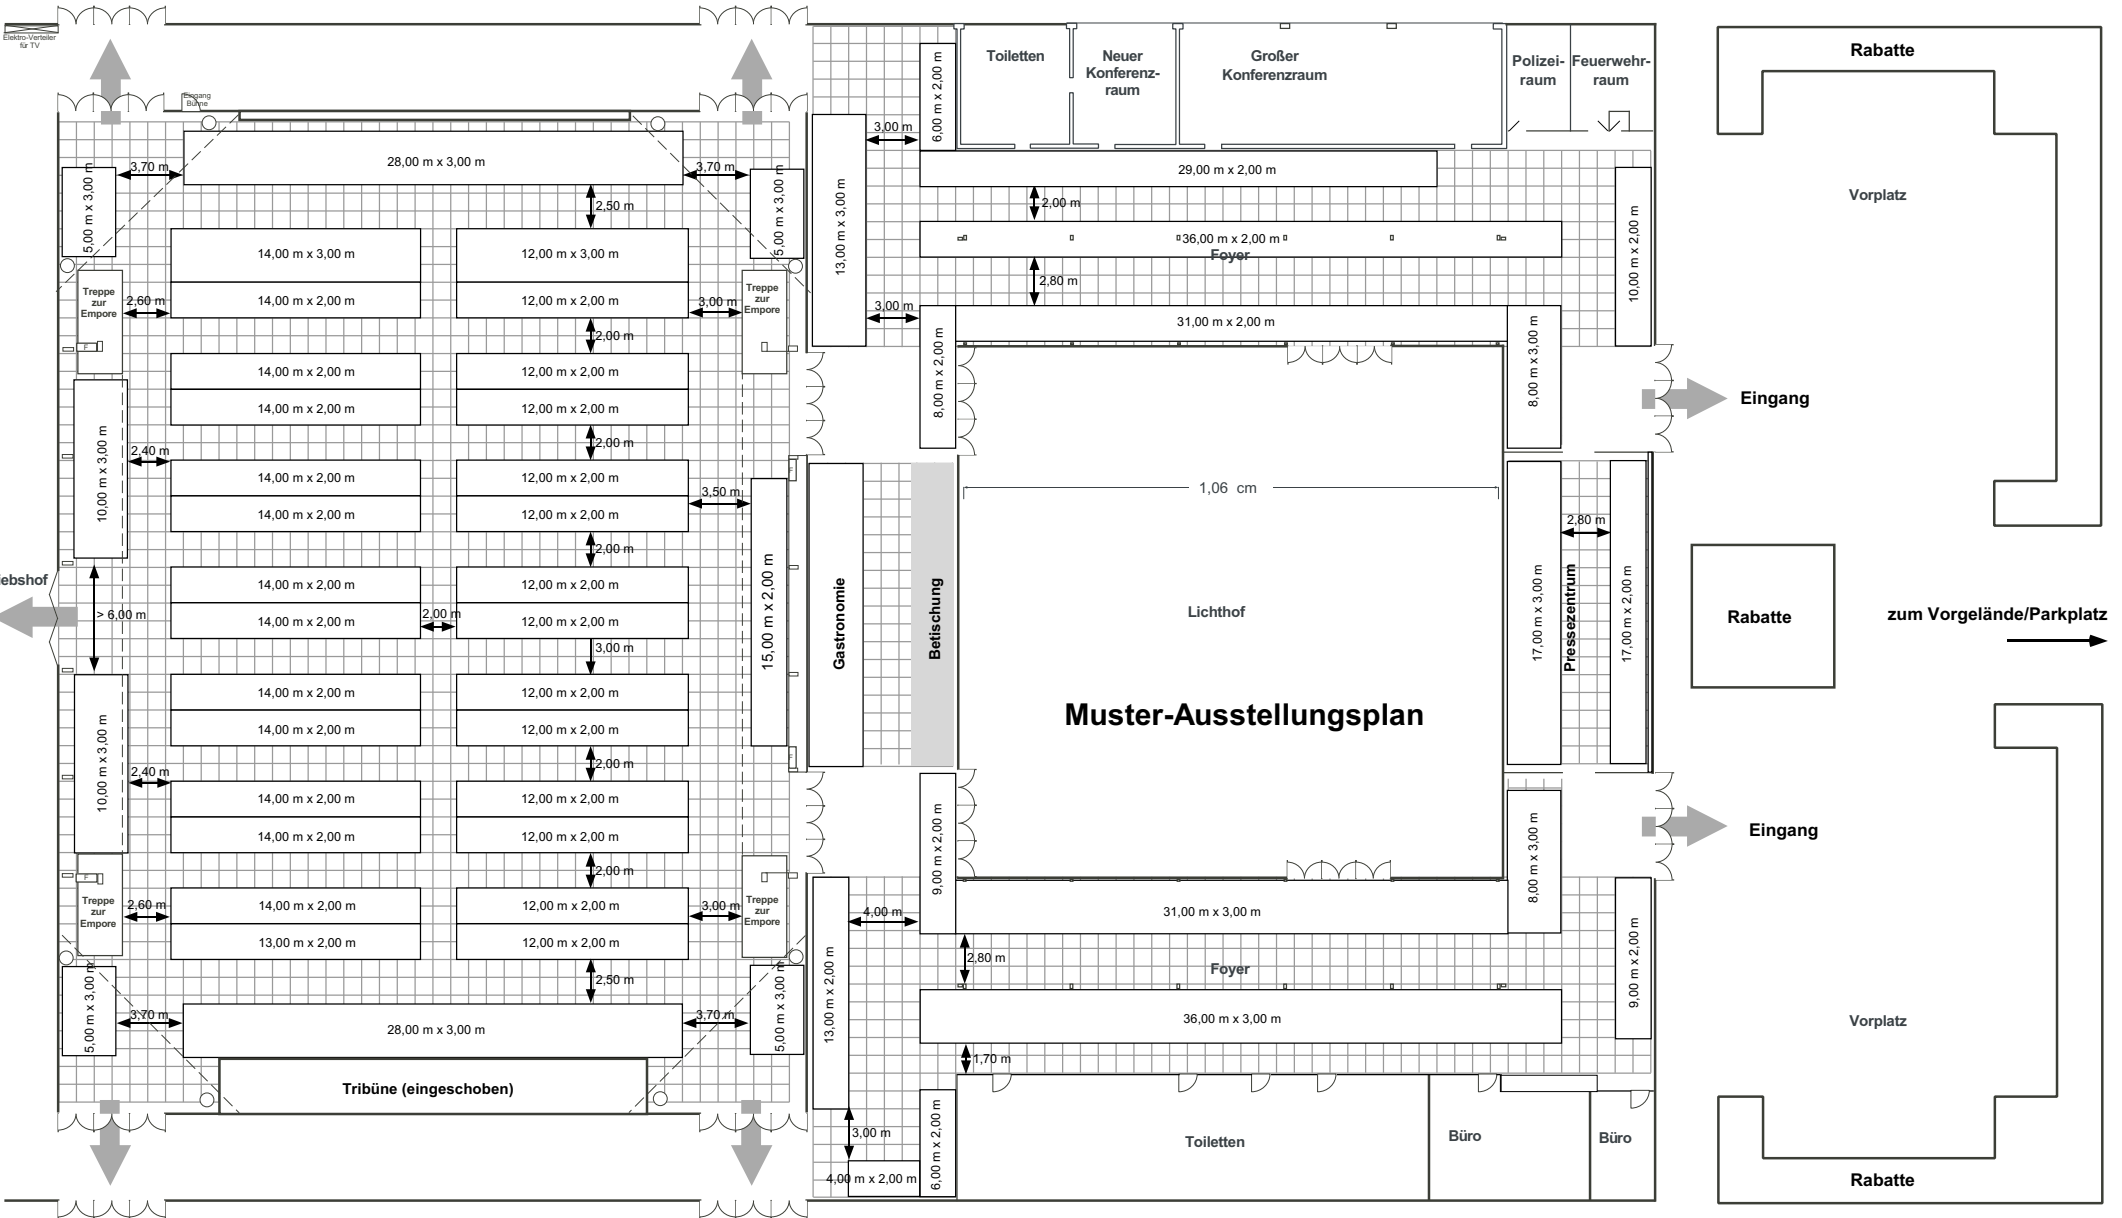 Elektro-Verteiler
für TV
Eingang
Bühne
28,00 m x 3,00 m
5,00 m x 3,00 m
3,70 m
3,70 m
5,00 m x 3,00 m
2,50 m
14,00 m x 3,00 m
12,00 m x 3,00 m
14,00 m x 2,00 m
12,00 m x 2,00 m
Treppe
zur
Empore
2,60 m
3,00 m
Treppe
zur
Empore
2,00 m
F
14,00 m x 2,00 m
12,00 m x 2,00 m
14,00 m x 2,00 m
12,00 m x 2,00 m
2,00 m
10,00 m x 3,00 m
2,40 m
14,00 m x 2,00 m
12,00 m x 2,00 m
3,50 m
F
14,00 m x 2,00 m
12,00 m x 2,00 m
2,00 m
14,00 m x 2,00 m
12,00 m x 2,00 m
iebshof
> 6,00 m
14,00 m x 2,00 m
2,00 m
12,00 m x 2,00 m
15,00 m x 2,00 m
3,00 m
14,00 m x 2,00 m
12,00 m x 2,00 m
14,00 m x 2,00 m
12,00 m x 2,00 m
10,00 m x 3,00 m
2,40 m
2,00 m
F
14,00 m x 2,00 m
12,00 m x 2,00 m
14,00 m x 2,00 m
12,00 m x 2,00 m
2,00 m
F
Treppe
zur
Empore
2,60 m
14,00 m x 2,00 m
12,00 m x 2,00 m
3,00 m
Treppe
zur
Empore
13,00 m x 2,00 m
12,00 m x 2,00 m
2,50 m
5,00 m x 3,00 m
3,70 m
28,00 m x 3,00 m
3,70 m
5,00 m x 3,00 m
Tribüne (eingeschoben)
6,00 m x 2,00 m
Toiletten
Neuer
Konferenz-
raum
Großer
Konferenzraum
Polizei-
raum
Feuerwehr-
raum
3,00 m
13,00 m x 3,00 m
29,00 m x 2,00 m
2,00 m
36,00 m x 2,00 m
Foyer
2,80 m
10,00 m x 2,00 m
3,00 m
31,00 m x 2,00 m
8,00 m x 2,00 m
8,00 m x 3,00 m
1,06 cm
Gastronomie
Betischung
Lichthof
Muster-Ausstellungsplan
17,00 m x 3,00 m
Pressezentrum
2,80 m
17,00 m x 2,00 m
9,00 m x 2,00 m
8,00 m x 3,00 m
4,00 m
31,00 m x 3,00 m
13,00 m x 2,00 m
2,80 m
Foyer
9,00 m x 2,00 m
36,00 m x 3,00 m
1,70 m
3,00 m
4,00 m x 2,00 m
6,00 m x 2,00 m
Toiletten
Büro
Büro
Rabatte
Vorplatz
Eingang
Rabatte
zum Vorgelände/Parkplatz
Eingang
Vorplatz
Rabatte